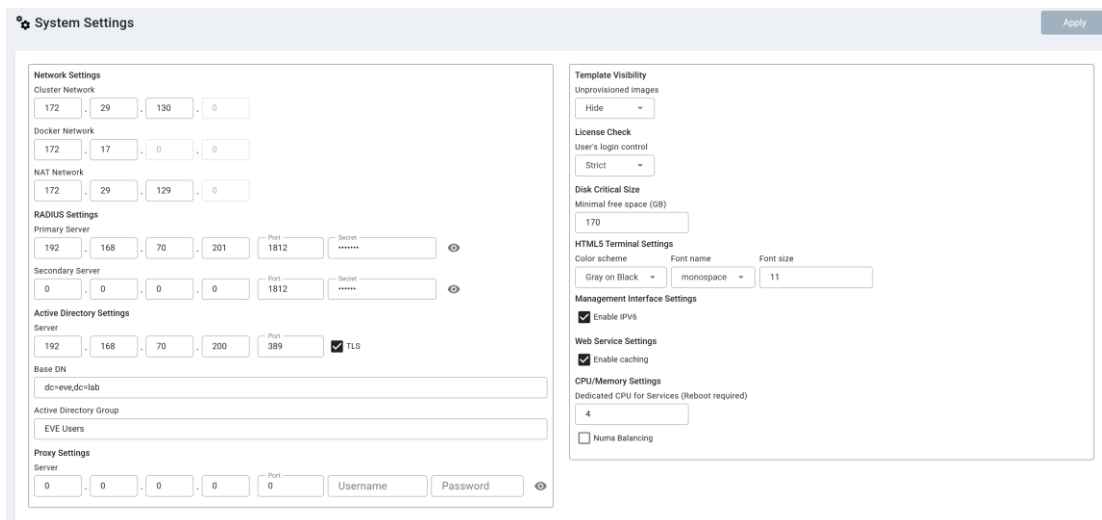 System Settings
Apply
Network Settings
Cluster Network
172 . 29 . 130 . 0
Docker Network
172 . 17 . 0 . 0
NAT Network
172 . 29 . 129 . 0
RADIUS Settings
Primary Server
Port Secret
192 . 168 . 70 . 201 1812 •••••••
Secondary Server
Port Secret
0 . 0 . 0 . 0 1812 ••••••
Active Directory Settings
Server
Port
192 . 168 . 70 . 200 389 TLS
Base DN
dc=eve,dc=lab
Active Directory Group
EVE Users
Proxy Settings
Server
Port
0 . 0 . 0 . 0 0 Username Password
Template Visibility
Unprovisioned images
Hide
License Check
User's login control
Strict
Disk Critical Size
Minimal free space (GB)
170
HTML5 Terminal Settings
Color scheme Font name Font size
Gray on Black monospace 11
Management Interface Settings
Enable IPV6
Web Service Settings
Enable caching
CPU/Memory Settings
Dedicated CPU for Services (Reboot required)
4
Numa Balancing